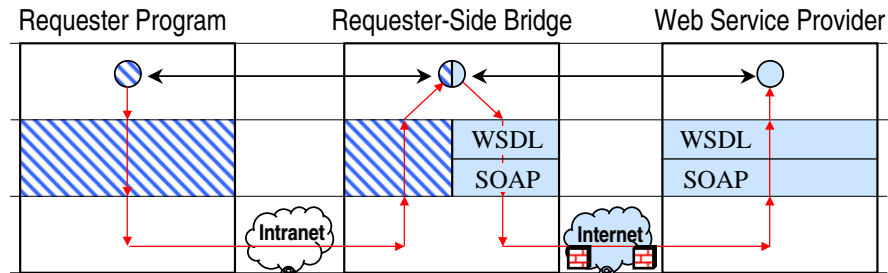 Requester Program
Requester-Side Bridge
Web Service Provider
WSDL
WSDL
SOAP
SOAP
Intranet
Internet